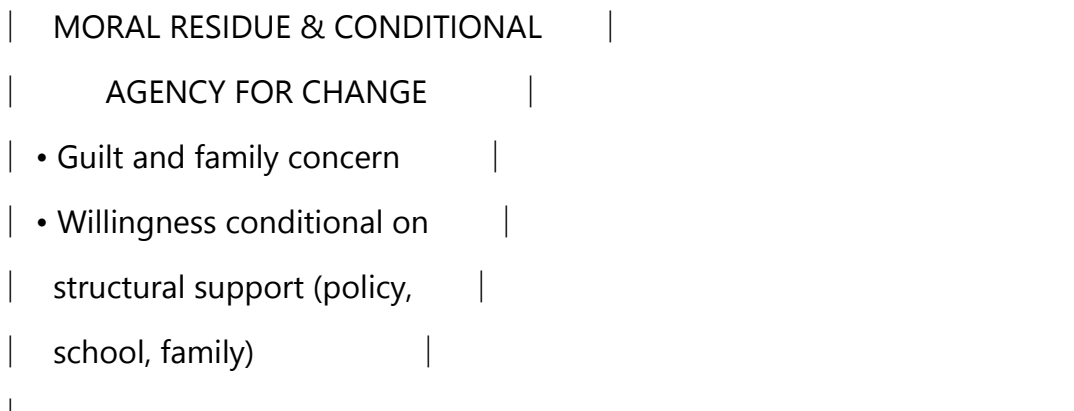 | MORAL RESIDUE & CONDITIONAL |
| AGENCY FOR CHANGE |
| • Guilt and family concern |
| • Willingness conditional on |
| structural support (policy, |
| school, family) |
|